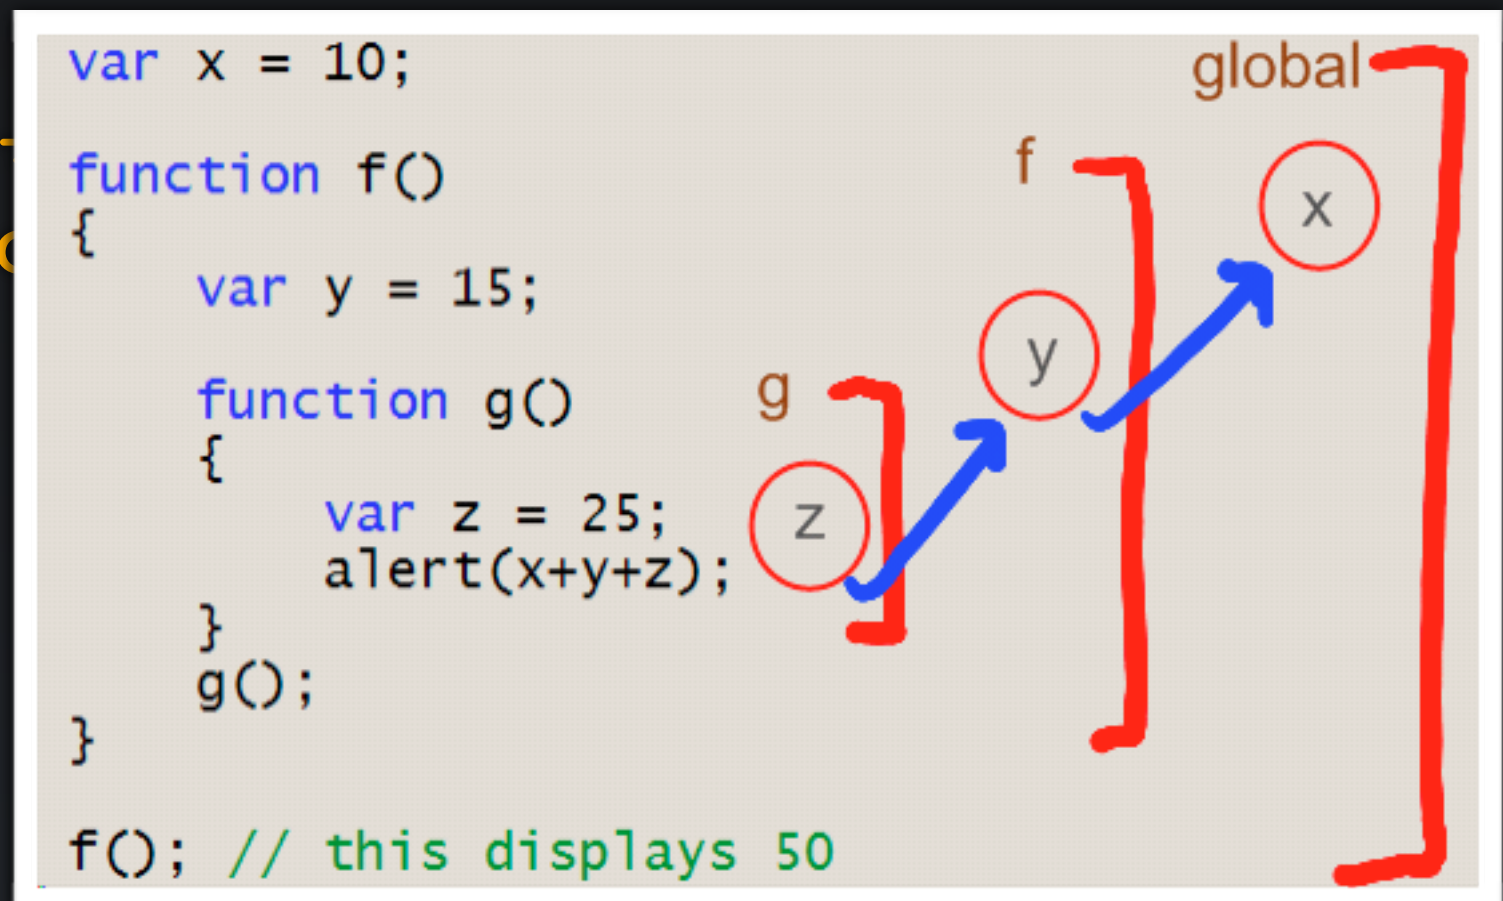 var x = 10;
global
function f()
f
x
{
var y = 15;
y
function g()
g
{
var z = 25;
z
alert(x+y+z);
}
g();
}
f(); // this displays 50